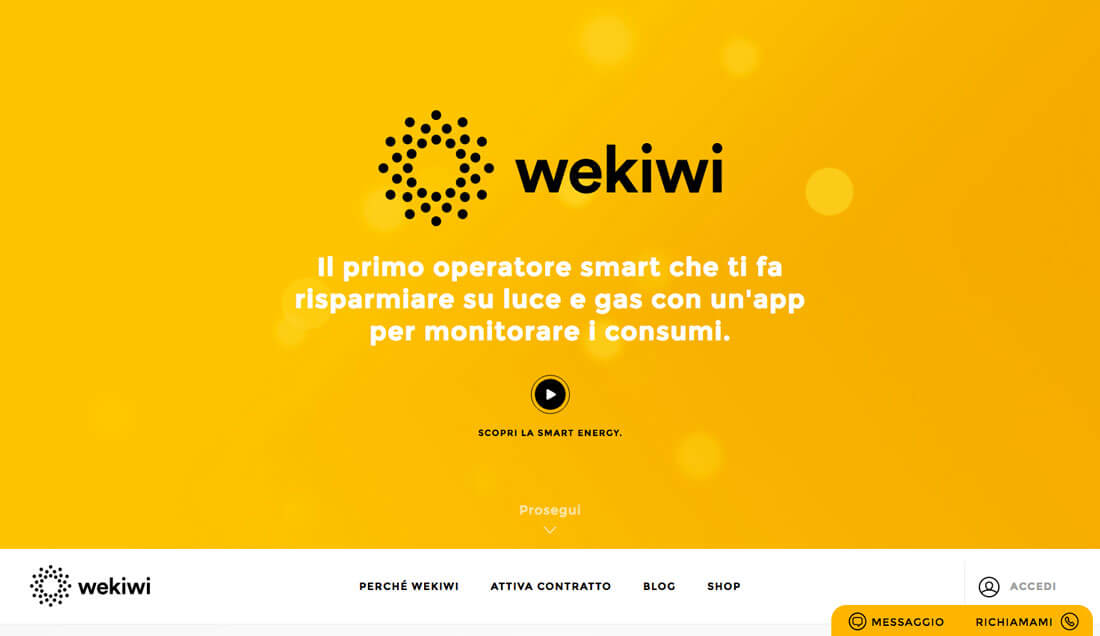 wekiwi
Il primo operatore smart che ti fa
risparmiare su luce e gas con un'app
per monitorare i consumi.
SCOPRI LA SMART ENERGY.
Prosegui
wekiwi
PERCHÉ WEKIWI
ATTIVA CONTRATTO
BLOG
SHOP
ACCEDI
MESSAGGIO
RICHIAMAMI